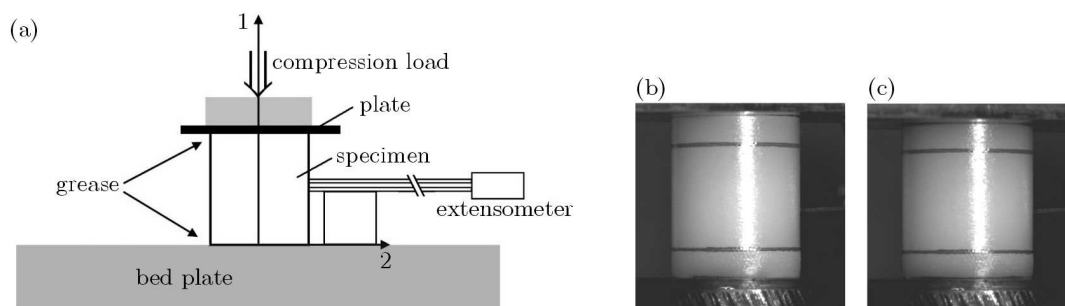 (a)
1
compression load
plate
specimen
grease
extensometer
2
bed plate
(b)
(c)